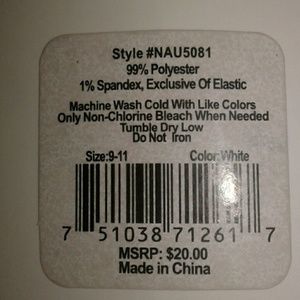 Style #NAU5081
99% Polyester
1% Spandex, Exclusive Of Elastic
Machine Wash Cold With Like Colors
Only Non-Chlorine Bleach When Needed
Tumble Dry Low
Do Not Iron
Size:9-11 Color:White
7 51038 71261 7
MSRP: $20.00
Made in China